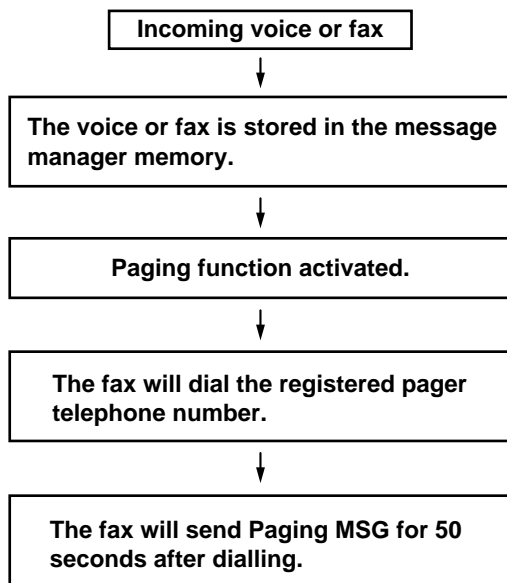 Incoming voice or fax
The voice or fax is stored in the message
manager memory.
Paging function activated.
The fax will dial the registered pager
telephone number.
The fax will send Paging MSG for 50
seconds after dialling.